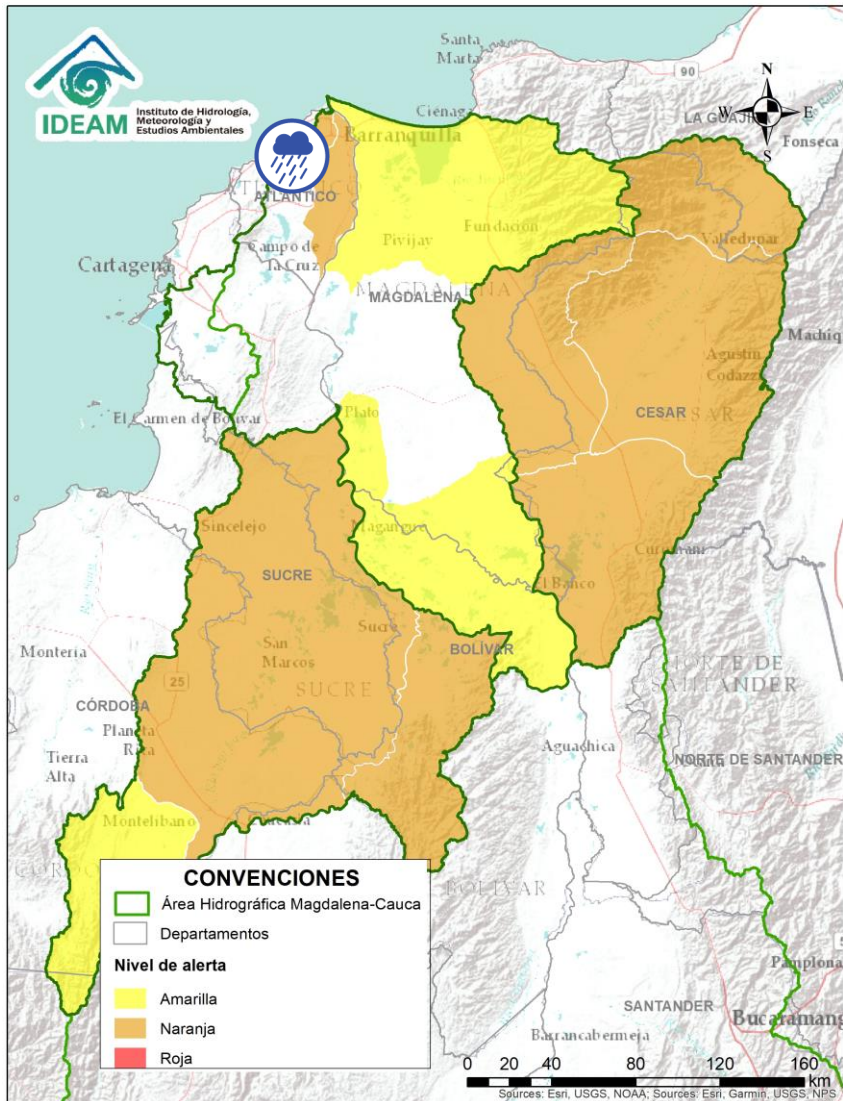 IDEAM
Instituto de Hidrología,
Meteorología y
Estudios Ambientales
Santa
Marta
Ciénaga
90
N
W
E
S
LA GUAJIRA
Fonseca
Barranquilla
ATLÁNTICO
Cartagena
Campo de
la Cruz
Pivijay
Fundación
Valledupar
MAGDALENA
Agustín
Codazzi
Machiq
CESAR
CESAR
El Carmen de Bolívar
Plato
Sincelejo
Magangué
SUCRE
El Banco
San
Marcos
Sucre
BOLÍVAR
SUCRE
NORTE DE
SANTANDER
Montería
25
CÓRDOBA
Planeta
Rica
Tierra
Alta
Aguachica
NORTE DE SANTANDER
Montelíbano
BOLÍVAR
CONVENCIONES
Área Hidrográfica Magdalena-Cauca
Departamentos
Nivel de alerta
Amarilla
Naranja
Roja
SANTANDER
Pamplona
Bucaramang
Barrancabermeja
0 20 40 80 120 160
km
Sources: Esri, USGS, NOAA; Sources: Esri, Garmin, USGS, NPS